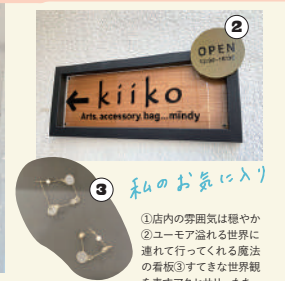 ②
OPEN
← kiiko
Arts. accessory. bag... mindy
③
私のお気に入り
①店内の雰囲気は穏やか
②ユーモア溢れる世界に
連れて行ってくれる魔法
の看板③すてきな世界観